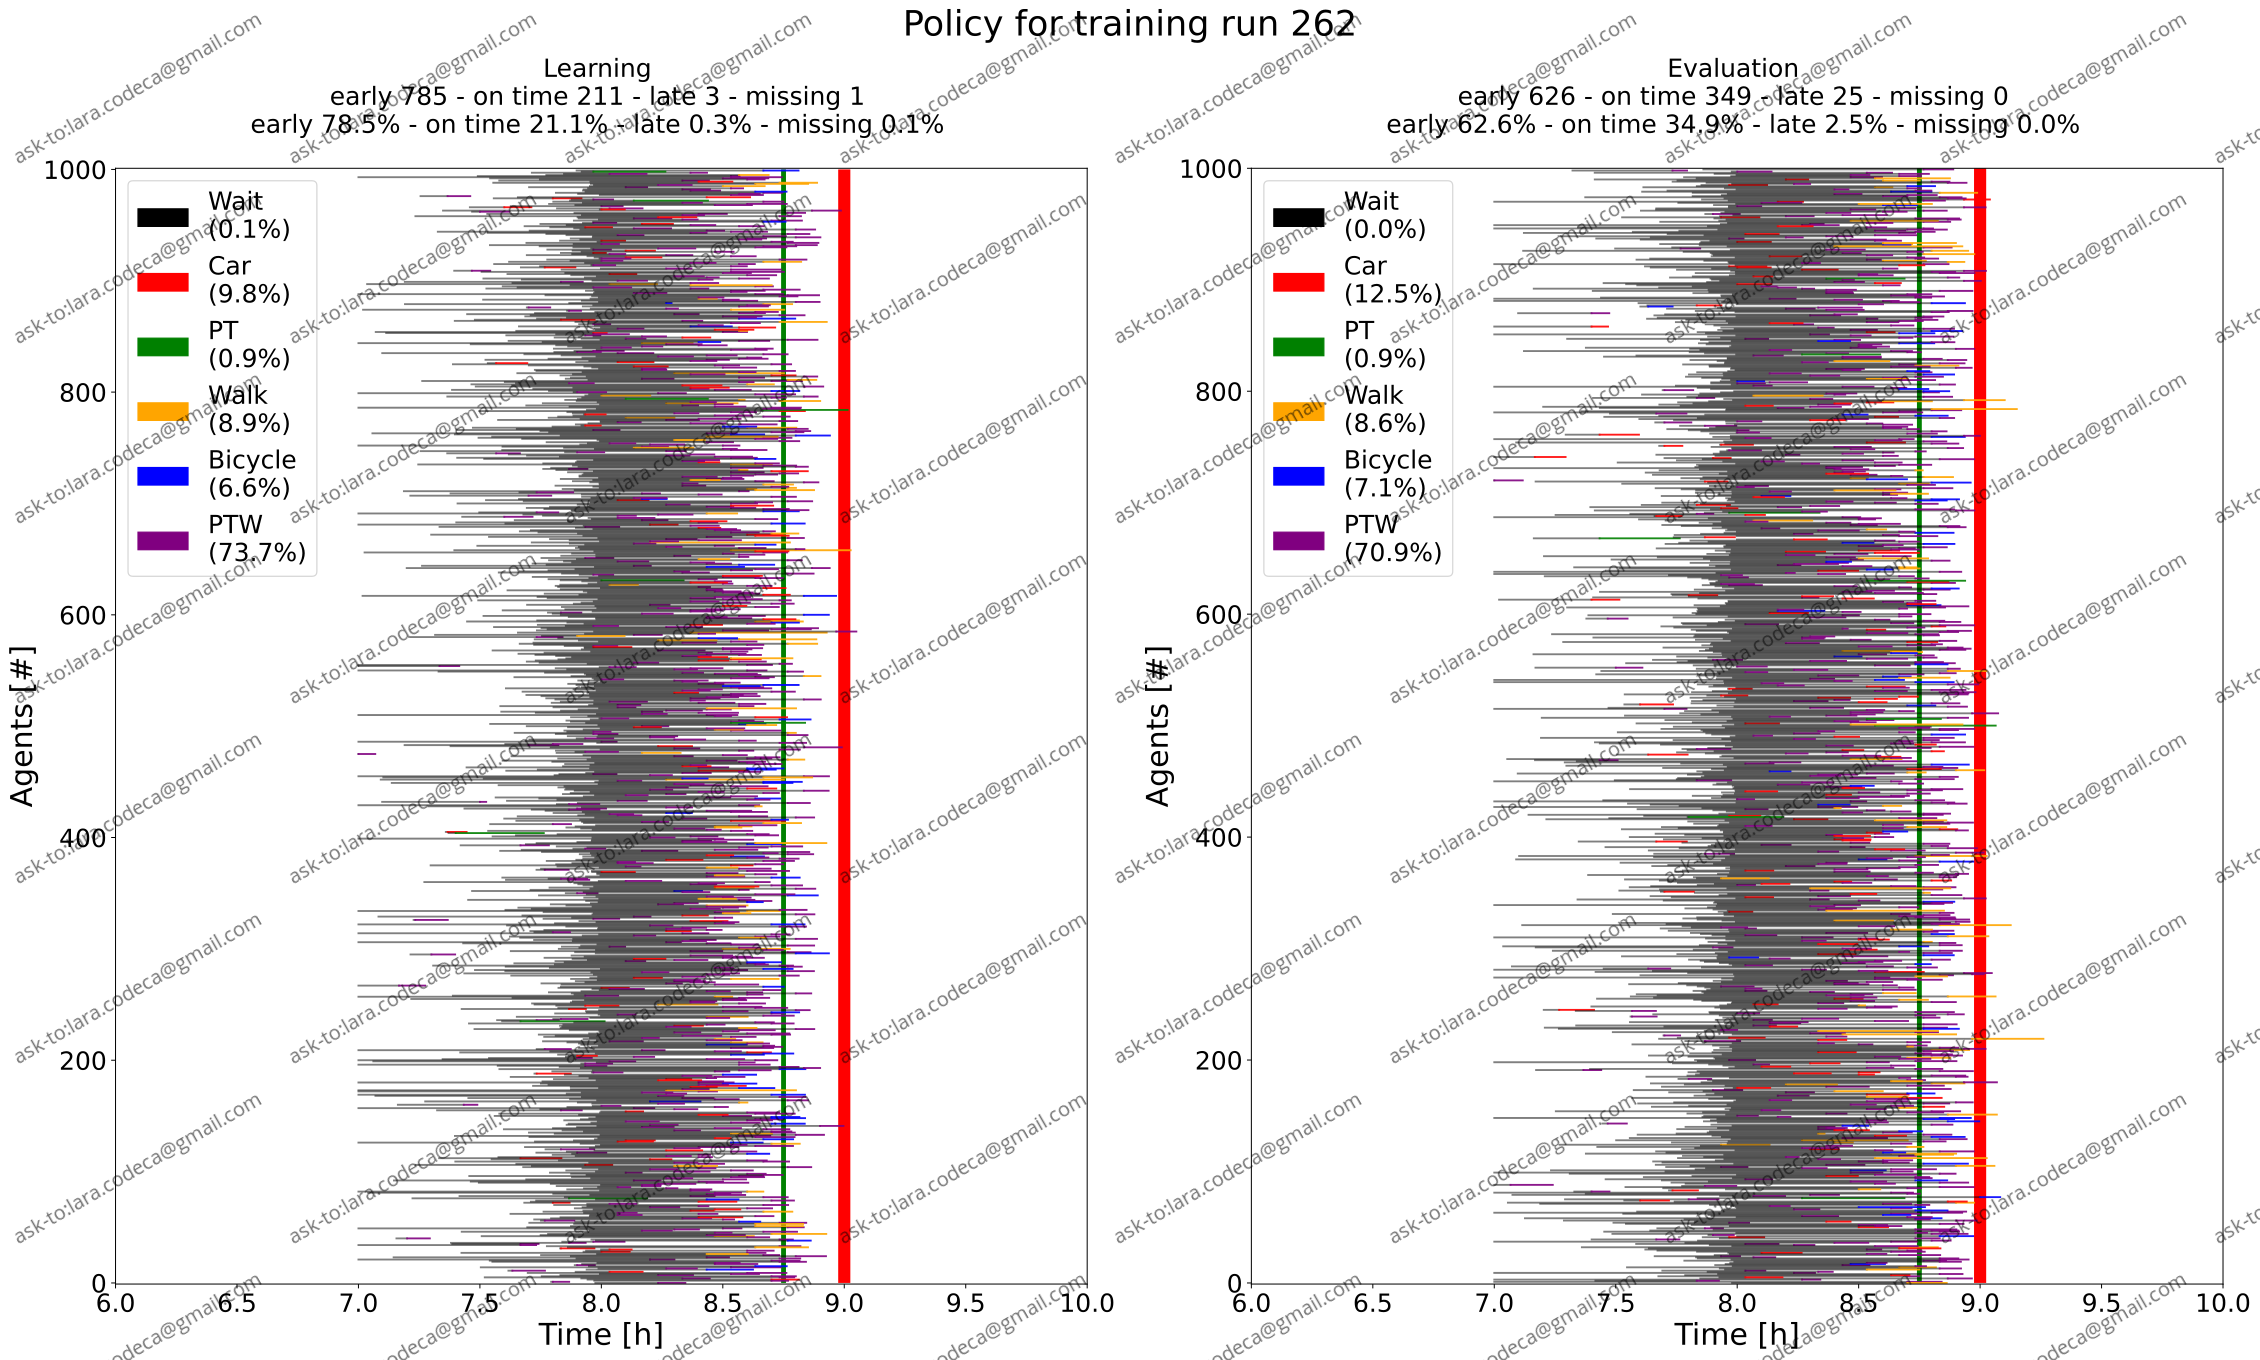 Policy for training run 262
Learning
early 785 - on time 211 - late 3 - missing 1
early 78.5% - on time 21.1% - late 0.3% - missing 0.1%
Evaluation
early 626 - on time 349 - late 25 - missing 0
early 62.6% - on time 34.9% - late 2.5% - missing 0.0%
Agents [#]
1000
800
600
400
200
0
Wait
(0.1%)
Car
(9.8%)
PT
(0.9%)
Walk
(8.9%)
Bicycle
(6.6%)
PTW
(73.7%)
6.0 6.5 7.0 7.5 8.0 8.5 9.0 9.5 10.0
Time [h]
Agents [#]
1000
800
600
400
200
0
Wait
(0.0%)
Car
(12.5%)
PT
(0.9%)
Walk
(8.6%)
Bicycle
(7.1%)
PTW
(70.9%)
6.0 6.5 7.0 7.5 8.0 8.5 9.0 9.5 10.0
Time [h]
ask-to:lara.codeca@gmail.com